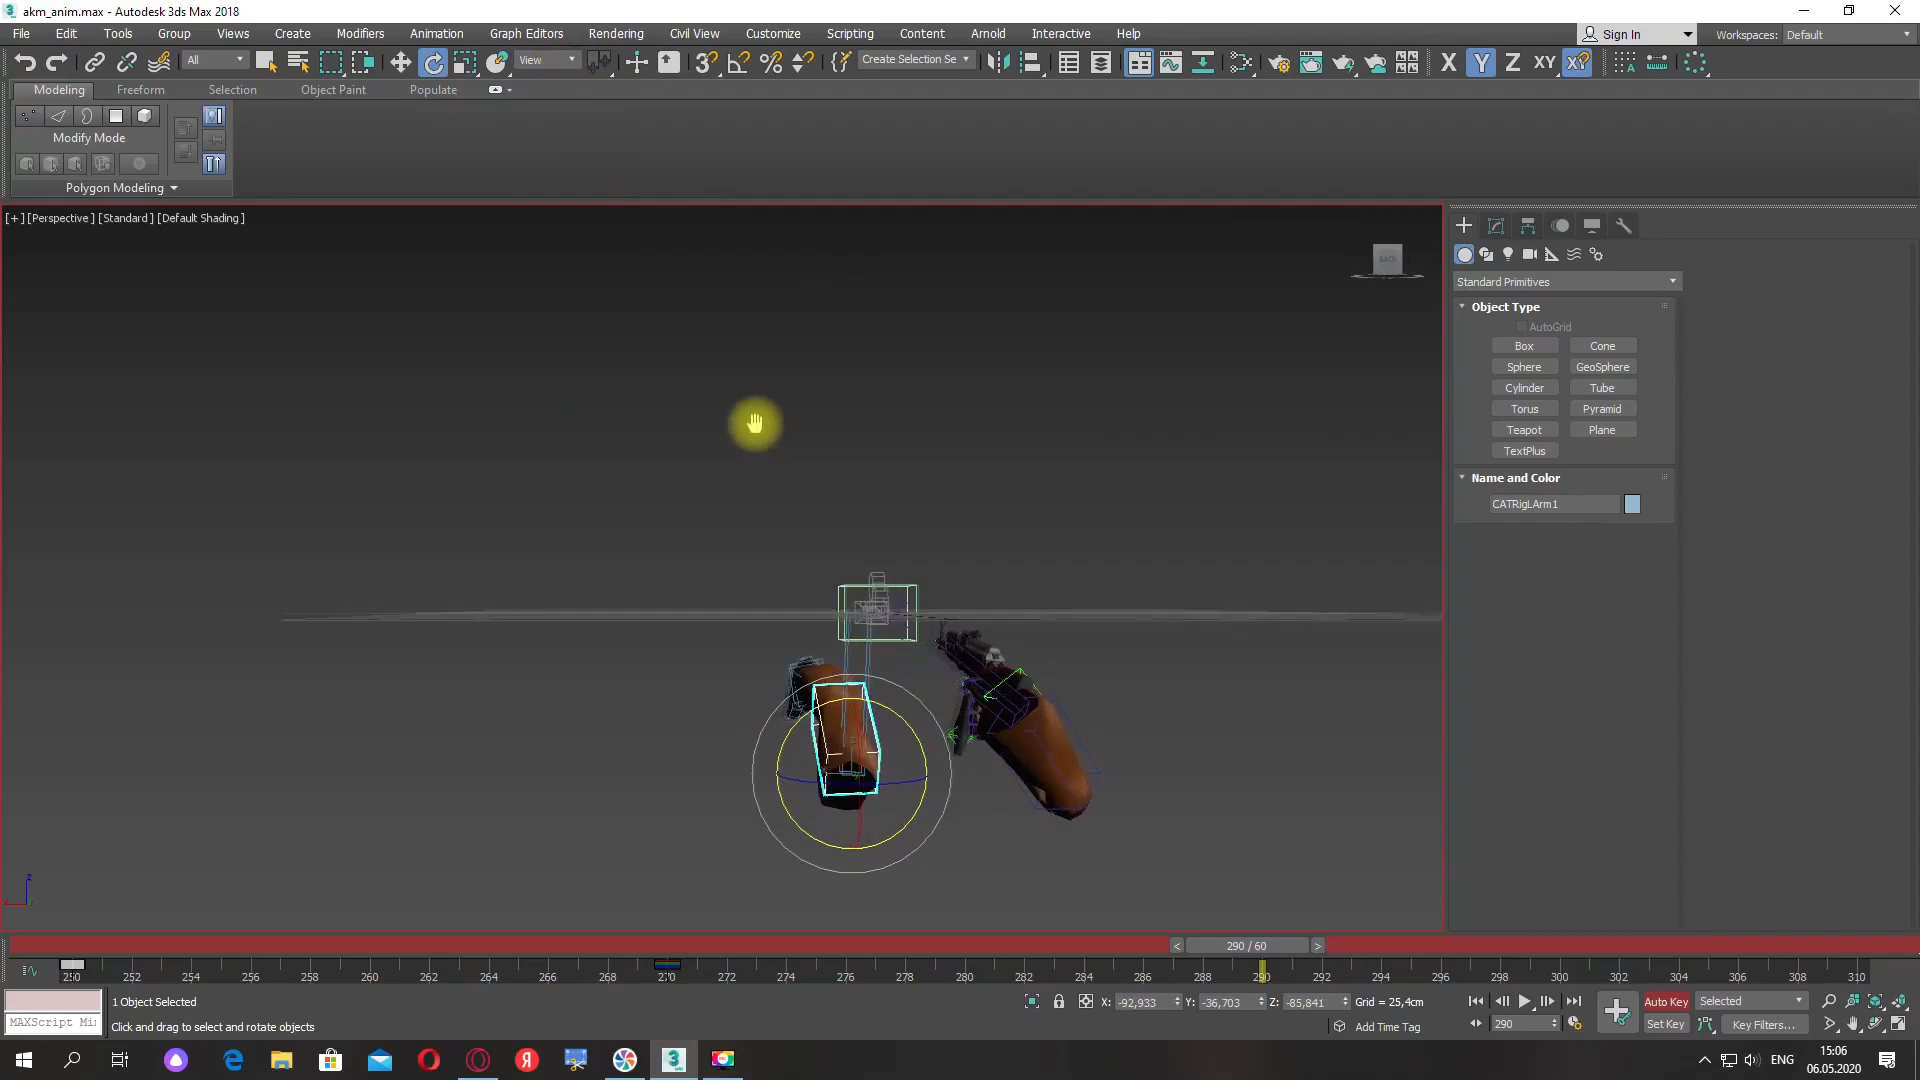 akm_anim.max - Autodesk 3ds Max 2018
File Edit Tools Group Views Create Modifiers Animation Graph Editors Rendering Civil View Customize Scripting Content Arnold Interactive Help
Sign In
Workspaces: Default
All
View
Create Selection Se
X Y Z XY XY
Modeling Freeform Selection Object Paint Populate
Modify Mode
Polygon Modeling
[+] [Perspective] [Standard] [Default Shading]
Standard Primitives
Object Type
AutoGrid
Box Cone
Sphere GeoSphere
Cylinder Tube
Torus Pyramid
Teapot Plane
TextPlus
Name and Color
CATRigLArm1
z
< 290 / 60 >
250 252 254 256 258 260 262 264 266 268 270 272 274 276 278 280 282 284 286 288 290 292 294 296 298 300 302 304 306 308 310
1 Object Selected
X: -92,933 Y: -36,703 Z: -85,841 Grid = 25,4cm
Auto Key Selected
MAXScript Mi
Click and drag to select and rotate objects
Add Time Tag
290
Set Key Key Filters...
ENG
15:06
06.05.2020